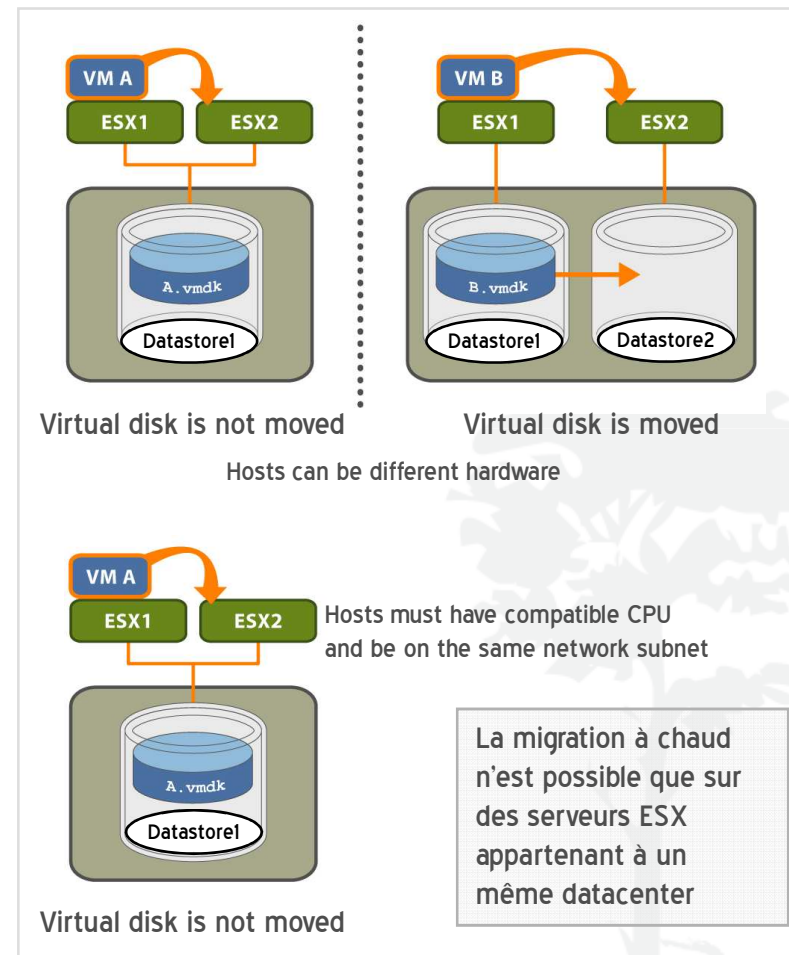 VM A
ESX1
ESX2
A.vmdk
Datastore1
Virtual disk is not moved
VM B
ESX1
ESX2
B.vmdk
Datastore1
Datastore2
Virtual disk is moved
Hosts can be different hardware
VM A
ESX1
ESX2
Hosts must have compatible CPU
and be on the same network subnet
A.vmdk
Datastore1
Virtual disk is not moved
La migration à chaud
n'est possible que sur
des serveurs ESX
appartenant à un
même datacenter